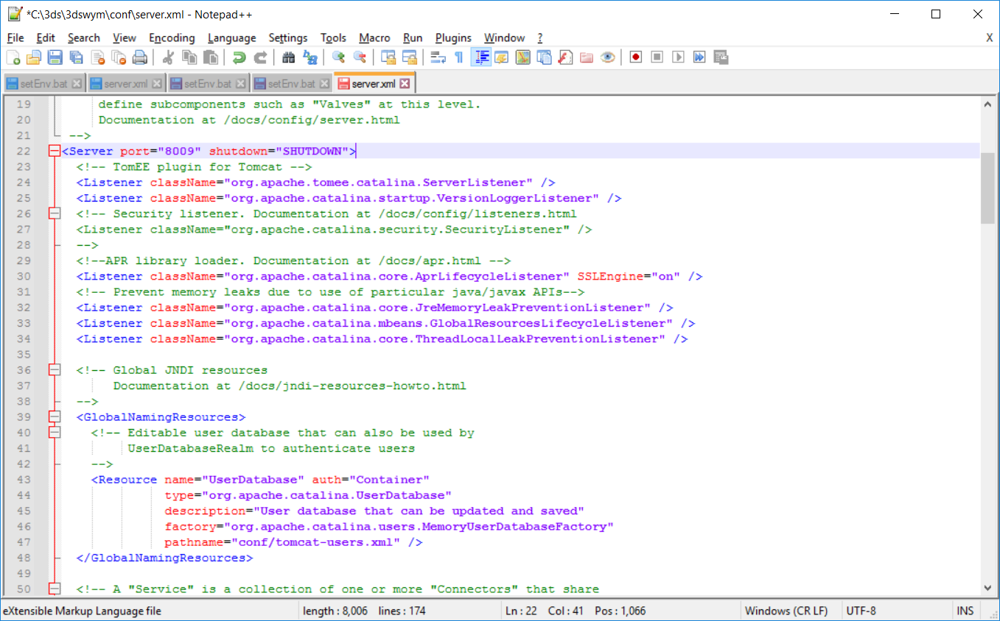 *C:\3ds\3dswym\conf\server.xml - Notepad++
File Edit Search View Encoding Language Settings Tools Macro Run Plugins Window ? X
setEnv.bat server.xml setEnv.bat setEnv.bat server.xml
19 define subcomponents such as "Valves" at this level.
20 Documentation at /docs/config/server.html
21 -->
22 <Server port="8009" shutdown="SHUTDOWN">
23 <!-- TomEE plugin for Tomcat -->
24 <Listener className="org.apache.tomee.catalina.ServerListener" />
25 <Listener className="org.apache.catalina.startup.VersionLoggerListener" />
26 <!-- Security listener. Documentation at /docs/config/listeners.html
27 <Listener className="org.apache.catalina.security.SecurityListener" />
28 -->
29 <!--APR library loader. Documentation at /docs/apr.html -->
30 <Listener className="org.apache.catalina.core.AprLifecycleListener" SSLEngine="on" />
31 <!-- Prevent memory leaks due to use of particular java/javax APIs-->
32 <Listener className="org.apache.catalina.core.JreMemoryLeakPreventionListener" />
33 <Listener className="org.apache.catalina.mbeans.GlobalResourcesLifecycleListener" />
34 <Listener className="org.apache.catalina.core.ThreadLocalLeakPreventionListener" />
35
36 <!-- Global JNDI resources
37 Documentation at /docs/jndi-resources-howto.html
38 -->
39 <GlobalNamingResources>
40 <!-- Editable user database that can also be used by
41 UserDatabaseRealm to authenticate users
42 -->
43 <Resource name="UserDatabase" auth="Container"
44 type="org.apache.catalina.UserDatabase"
45 description="User database that can be updated and saved"
46 factory="org.apache.catalina.users.MemoryUserDatabaseFactory"
47 pathname="conf/tomcat-users.xml" />
48 </GlobalNamingResources>
49
50 <!-- A "Service" is a collection of one or more "Connectors" that share
eXtensible Markup Language file length : 8,006 lines : 174 Ln : 22 Col : 41 Pos : 1,066 Windows (CR LF) UTF-8 INS